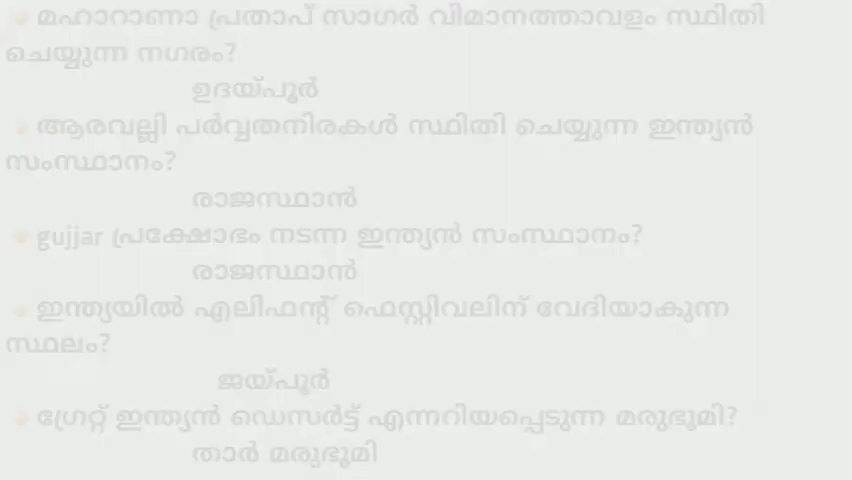 മഹാറാണാ പ്രതാപ് സാഗർ വിമാനത്താവളം സ്ഥിതി
ചെയ്യുന്ന നഗരം?
ഉദയ്പൂർ
ആരവല്ലി പർവ്വതനിരകൾ സ്ഥിതി ചെയ്യുന്ന ഇന്ത്യൻ
സംസ്ഥാനം?
രാജസ്ഥാൻ
gujjar പ്രക്ഷോഭം നടന്ന ഇന്ത്യൻ സംസ്ഥാനം?
രാജസ്ഥാൻ
ഇന്ത്യയിൽ എലിഫന്റ് ഫെസ്റ്റിവലിന് വേദിയാകുന്ന
സ്ഥലം?
ജയ്പൂർ
ഗ്രേറ്റ് ഇന്ത്യൻ ഡെസർട്ട് എന്നറിയപ്പെടുന്ന മരുഭൂമി?
താർ മരുഭൂമി